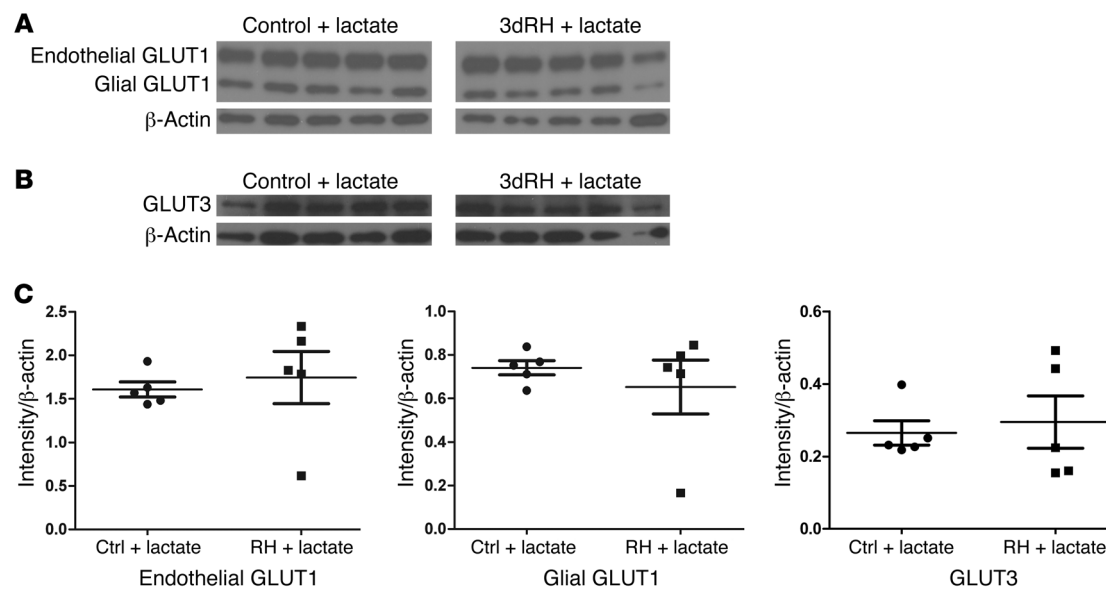 A
Control + lactate
3dRH + lactate
Endothelial GLUT1
Glial GLUT1
β-Actin
B
Control + lactate
3dRH + lactate
GLUT3
β-Actin
C
Intensity/β-actin
2.5
2.0
1.5
1.0
0.5
0.0
Ctrl + lactate
RH + lactate
Endothelial GLUT1
Intensity/β-actin
1.0
0.8
0.6
0.4
0.2
0.0
Ctrl + lactate
RH + lactate
Glial GLUT1
Intensity/β-actin
0.6
0.4
0.2
0.0
Ctrl + lactate
RH + lactate
GLUT3